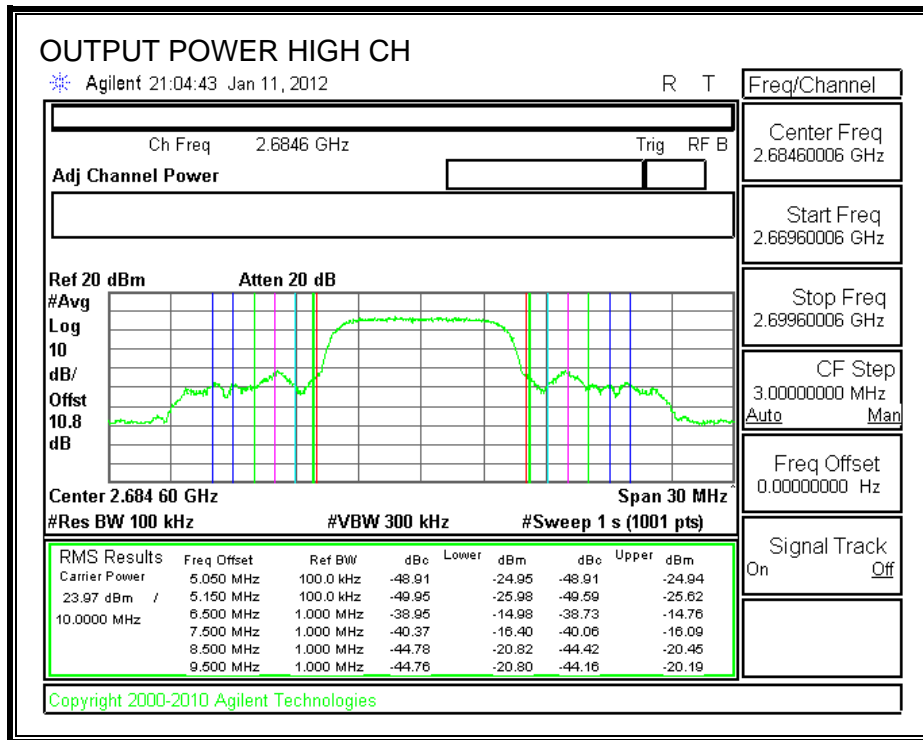 OUTPUT POWER HIGH CH
Agilent 21:04:43 Jan 11, 2012 R T
Freq/Channel
Ch Freq 2.6846 GHz Trig RF B
Adj Channel Power
Center Freq
2.68460006 GHz
Start Freq
2.66960006 GHz
Stop Freq
2.69960006 GHz
CF Step
3.00000000 MHz
Auto Man
Freq Offset
0.00000000 Hz
Signal Track
On Off
Ref 20 dBm Atten 20 dB
#Avg
Log
10
dB/
Offst
10.8
dB
Center 2.684 60 GHz Span 30 MHz^
#Res BW 100 kHz #VBW 300 kHz #Sweep 1 s (1001 pts)
RMS Results Freq Offset Ref BW dBc Lower dBm dBc Upper dBm
Carrier Power 5.050 MHz 100.0 kHz -48.91 -24.95 -48.91 -24.94
23.97 dBm / 5.150 MHz 100.0 kHz -49.95 -25.98 -49.59 -25.62
10.0000 MHz 6.500 MHz 1.000 MHz -38.95 -14.98 -38.73 -14.76
7.500 MHz 1.000 MHz -40.37 -16.40 -40.06 -16.09
8.500 MHz 1.000 MHz -44.78 -20.82 -44.42 -20.45
9.500 MHz 1.000 MHz -44.76 -20.80 -44.16 -20.19
Copyright 2000-2010 Agilent Technologies